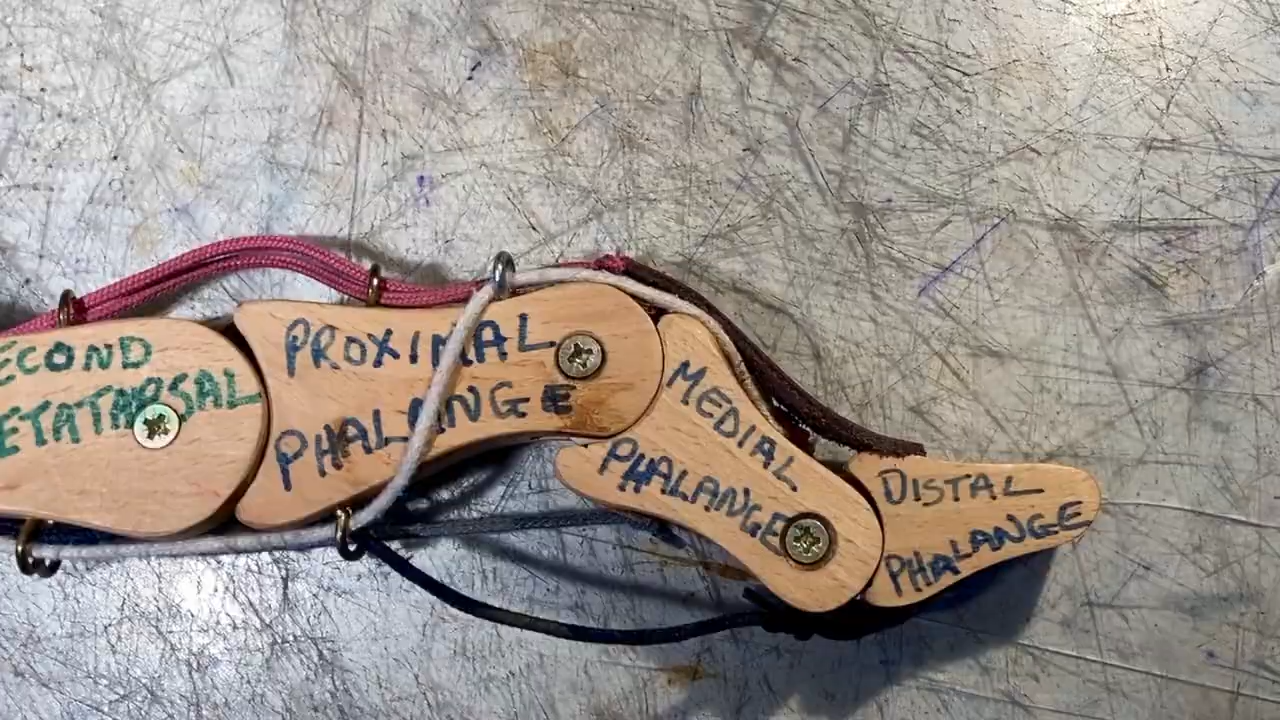 ECOND
ETATARSAL
PROXIMAL
PHALANGE
MEDIAL
PHALANGE
DISTAL
PHALANGE